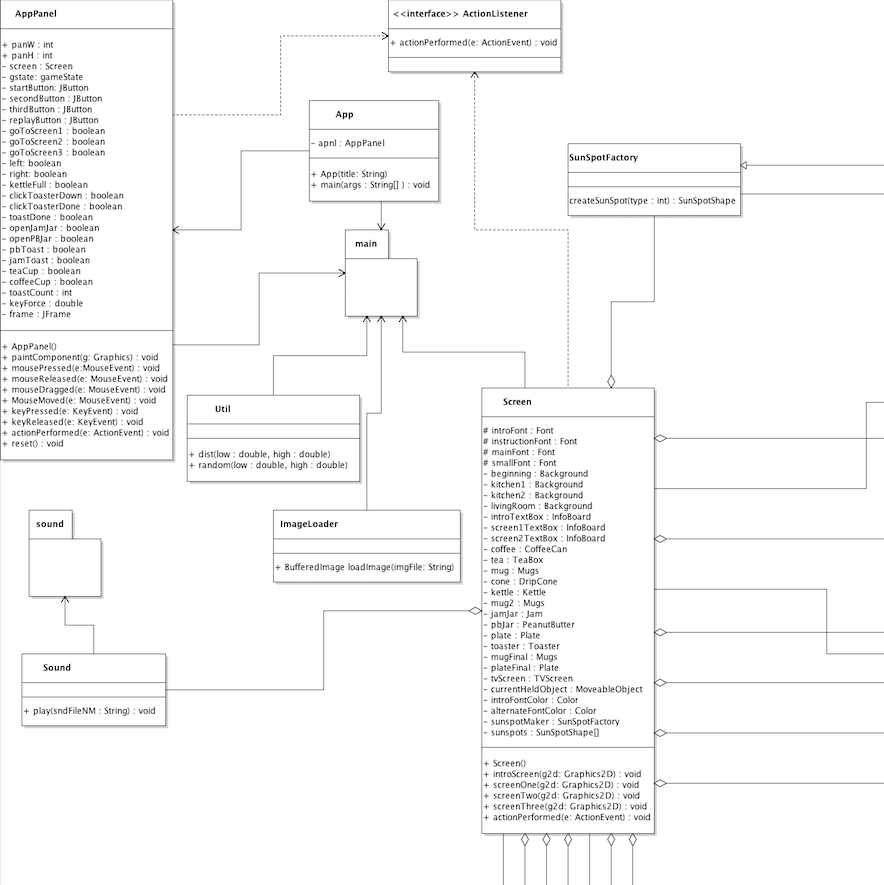 AppPanel
+ panW : int
+ panH : int
- screen : Screen
- gstate: gameState
- startButton: JButton
- secondButton : JButton
- thirdButton : JButton
- replayButton : JButton
- goToScreen1 : boolean
- goToScreen2 : boolean
- goToScreen3 : boolean
- left: boolean
- right: boolean
- kettleFull : boolean
- clickToasterDown : boolean
- clickToasterDone : boolean
- toastDone : boolean
- openJamJar : boolean
- openPBJar : boolean
- pbToast : boolean
- jamToast : boolean
- teaCup : boolean
- coffeeCup : boolean
- toastCount : int
- keyForce : double
- frame : JFrame
+ AppPanel()
+ paintComponent(g: Graphics) : void
+ mousePressed(e:MouseEvent) : void
+ mouseReleased(e: MouseEvent) : void
+ mouseDragged(e: MouseEvent) : void
+ MouseMoved(e: MouseEvent) : void
+ keyPressed(e: KeyEvent) : void
+ keyReleased(e: KeyEvent) : void
+ actionPerformed(e: ActionEvent) : void
+ reset() : void
<<interface>> ActionListener
+ actionPerformed(e: ActionEvent) : void
App
- apnl : AppPanel
+ App(title: String)
+ main(args : String[] ) : void
SunSpotFactory
createSunSpot(type : int) : SunSpotShape
main
Util
+ dist(low : double, high : double)
+ random(low : double, high : double)
ImageLoader
+ BufferedImage loadImage(imgFile: String)
sound
Sound
+ play(sndFileNM : String) : void
Screen
# introFont : Font
# instructionFont : Font
# mainFont : Font
# smallFont : Font
- beginning : Background
- kitchen1 : Background
- kitchen2 : Background
- livingRoom : Background
- introTextBox : InfoBoard
- screen1TextBox : InfoBoard
- screen2TextBox : InfoBoard
- coffee : CoffeeCan
- tea : TeaBox
- mug : Mugs
- cone : DripCone
- kettle : Kettle
- mug2 : Mugs
- jamJar : Jam
- pbJar : PeanutButter
- plate : Plate
- toaster : Toaster
- mugFinal : Mugs
- plateFinal : Plate
- tvScreen : TVScreen
- currentHeldObject : MoveableObject
- introFontColor : Color
- alternateFontColor : Color
- sunspotMaker : SunSpotFactory
- sunspots : SunSpotShape[]
+ Screen()
+ introScreen(g2d: Graphics2D) : void
+ screenOne(g2d: Graphics2D) : void
+ screenTwo(g2d: Graphics2D) : void
+ screenThree(g2d: Graphics2D) : void
+ actionPerformed(e: ActionEvent) : void